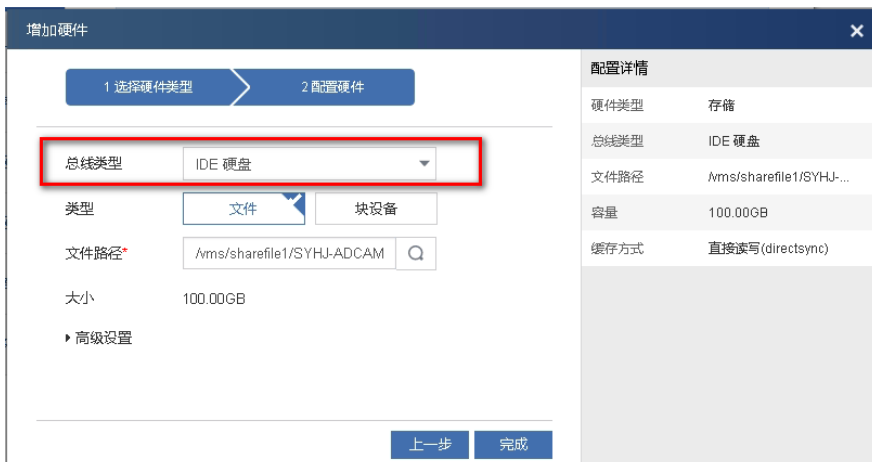 增加硬件
1 选择硬件类型
2 配置硬件
总线类型
IDE 硬盘
类型
文件
块设备
文件路径*
/vms/sharefile1/SYHJ-ADCAM
大小
100.00GB
高级设置
上一步
完成
配置详情
硬件类型
存储
总线类型
IDE 硬盘
文件路径
/vms/sharefile1/SYHJ-...
容量
100.00GB
缓存方式
直接读写(directsync)